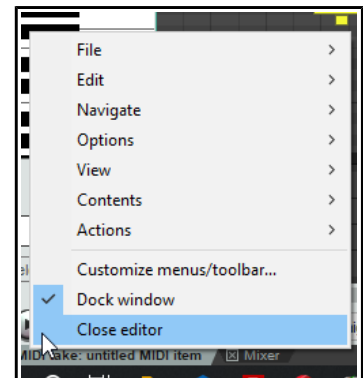 File
Edit
Navigate
Options
View
Contents
Actions
Customize menus/toolbar...
Dock window
Close editor
take: untitled MIDI item Mixer